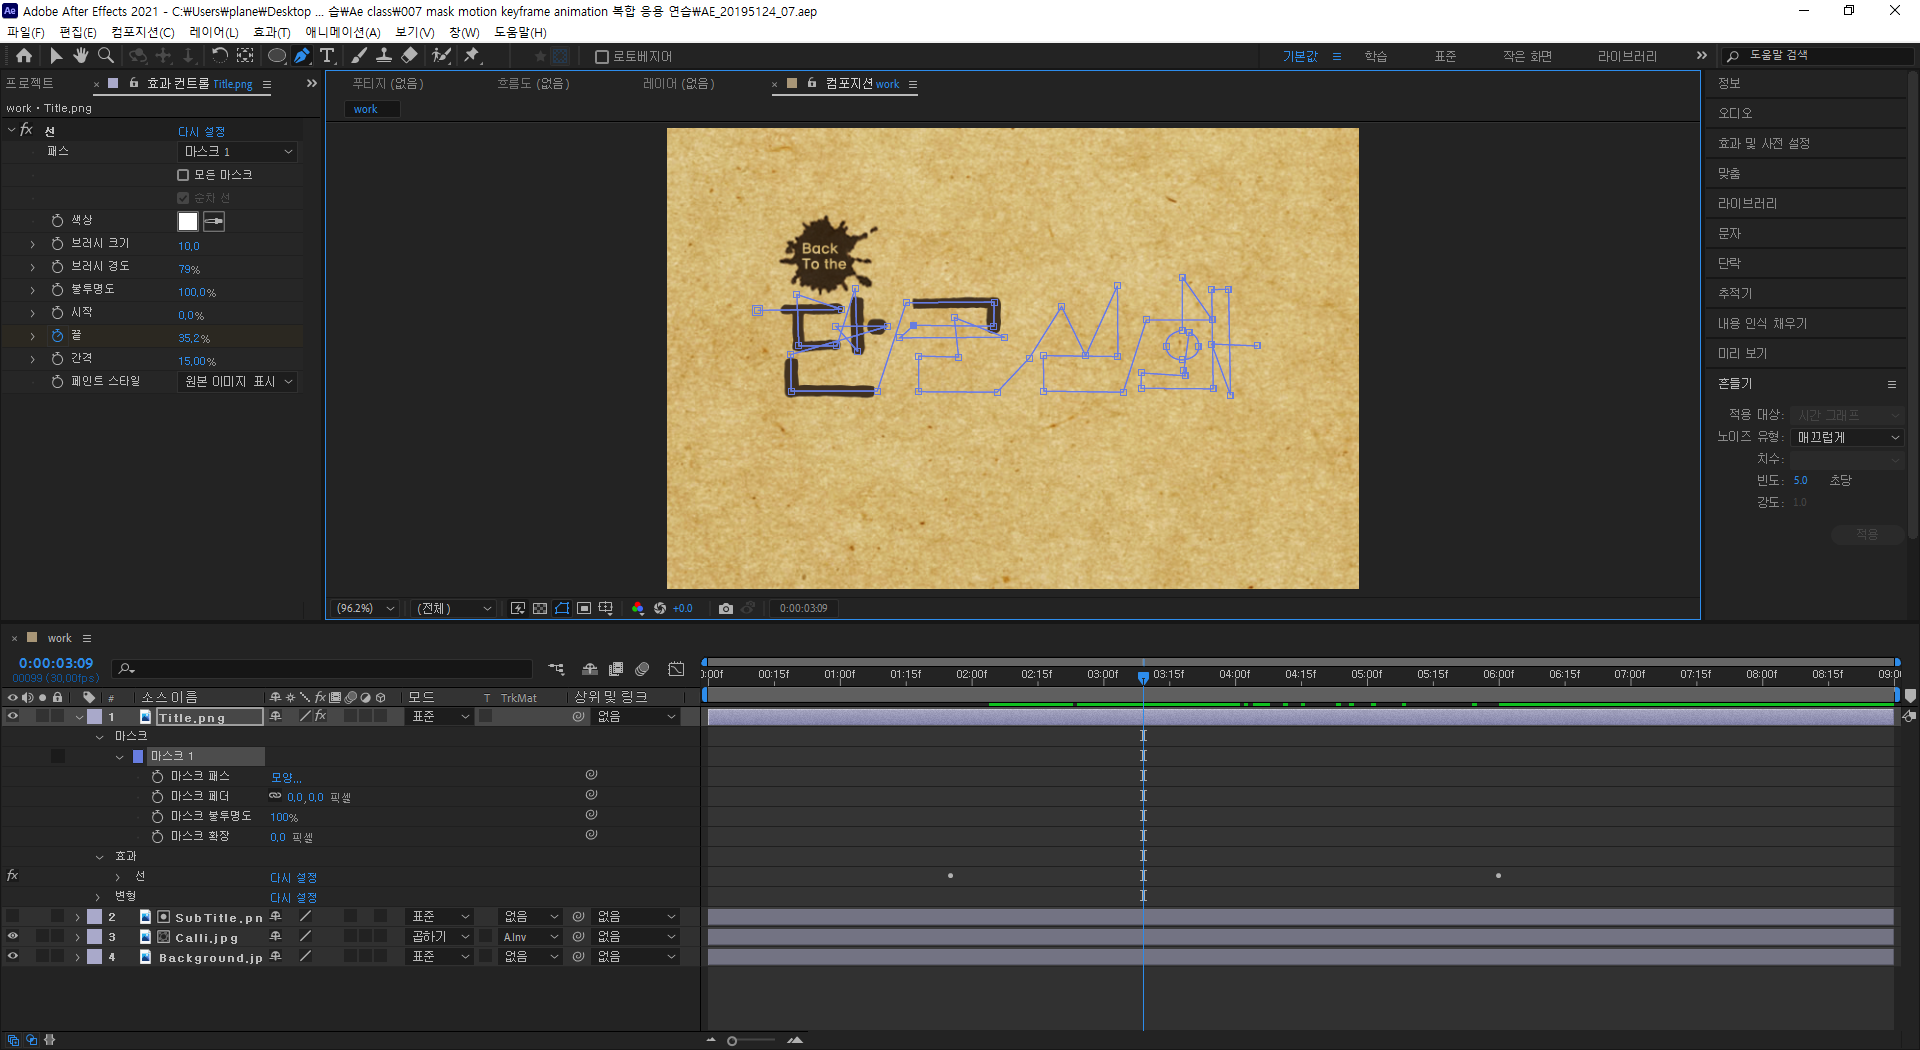 Adobe After Effects 2021 - C:₩Users₩plane₩Desktop ... 습₩Ae class₩007 mask motion keyframe animation 복합 응용 연습₩AE_20195124_07.aep
파일(F) 편집(E) 컴포지션(C) 레이어(L) 효과(T) 애니메이션(A) 보기(V) 창(W) 도움말(H)
로토베지어 기본값 학습 표준 작은 화면 라이브러리 도움말 검색
프로젝트 효과 컨트롤 Title.png
work • Title.png
fx 선 다시 설정
패스 마스크 1
모든 마스크
순차 선
색상
브러시 크기 10.0
브러시 경도 79%
불투명도 100.0%
시작 0.0%
끝 35.2%
간격 15.00%
페인트 스타일 원본 이미지 표시
푸티지 (없음) 흐름도 (없음) 레이어 (없음) 컴포지션 work
work
Back
To the
(96.2%) (전체) +0.0 0:00:03:09
정보
오디오
효과 및 사전 설정
맞춤
라이브러리
문자
단락
추적기
내용 인식 채우기
미리 보기
흔들기
적용 대상: 시간 그래프
노이즈 유형: 매끄럽게
치수:
빈도: 5.0 초당
강도: 1.0
적용
work
0:00:03:09
00099 (30.00fps)
):00f 00:15f 01:00f 01:15f 02:00f 02:15f 03:00f 03:15f 04:00f 04:15f 05:00f 05:15f 06:00f 06:15f 07:00f 07:15f 08:00f 08:15f 09:0
# 소스 이름 fx 모드 T TrkMat 상위 및 링크
1 Title.png fx 표준 없음
마스크
마스크 1
마스크 패스 모양...
마스크 페더 0.0,0.0 픽셀
마스크 불투명도 100%
마스크 확장 0.0 픽셀
효과
fx 선 다시 설정
변형 다시 설정
2 SubTitle.pn 표준 없음 없음
3 Calli.jpg 곱하기 A.Inv 없음
4 Background.jp 표준 없음 없음